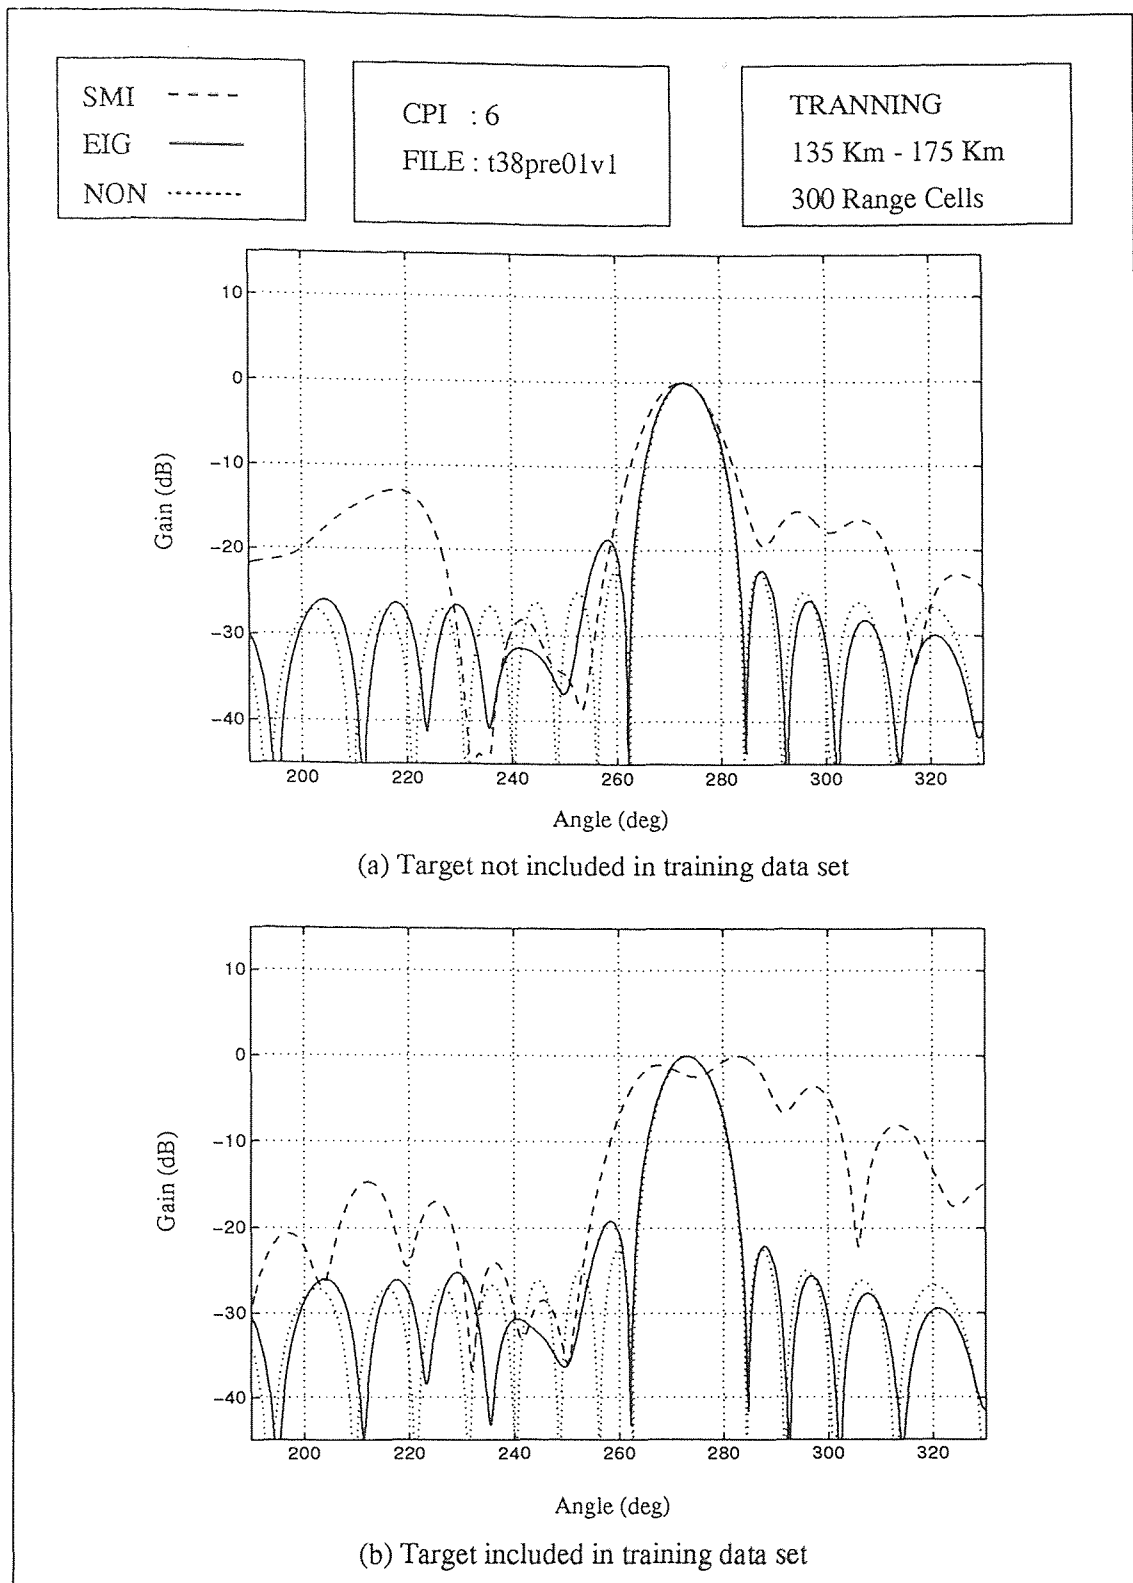 SMI
EIG
NON
CPI : 6
FILE : t38pre01v1
TRANNING
135 Km - 175 Km
300 Range Cells
10
0
−10
−20
−30
−40
Gain (dB)
200 220 240 260 280 300 320
Angle (deg)
(a) Target not included in training data set
10
0
−10
−20
−30
−40
Gain (dB)
200 220 240 260 280 300 320
Angle (deg)
(b) Target included in training data set